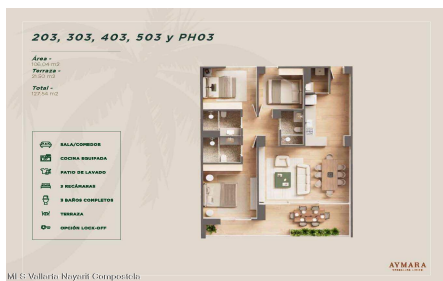 203, 303, 403, 503 y PH03
Área -
Terraza -
Total -
SALA/COMEDOR
COCINA EQUIPADA
PATIO DE LAVADO
3 RECÁMARAS
3 BAÑOS COMPLETOS
TERRAZA
OPCIÓN LOCK-OFF
AYMARA
MLS Vallarta Nayarit Compostela